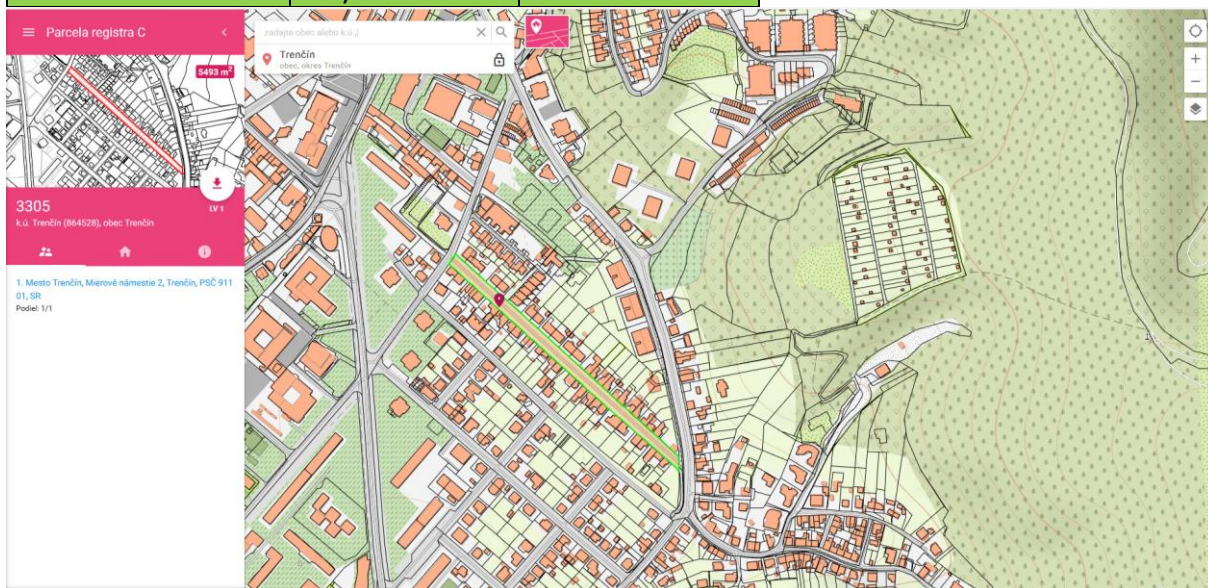 Parcela registra C
zadajte obec alebo k.ú.,
Trenčín
obec, okres Trenčín
5493 m²
3305
LV 1
k.ú. Trenčín (864528), obec Trenčín
1. Mesto Trenčín, Mierové námestie 2, Trenčín, PSČ 911
01, SR
Podiel: 1/1